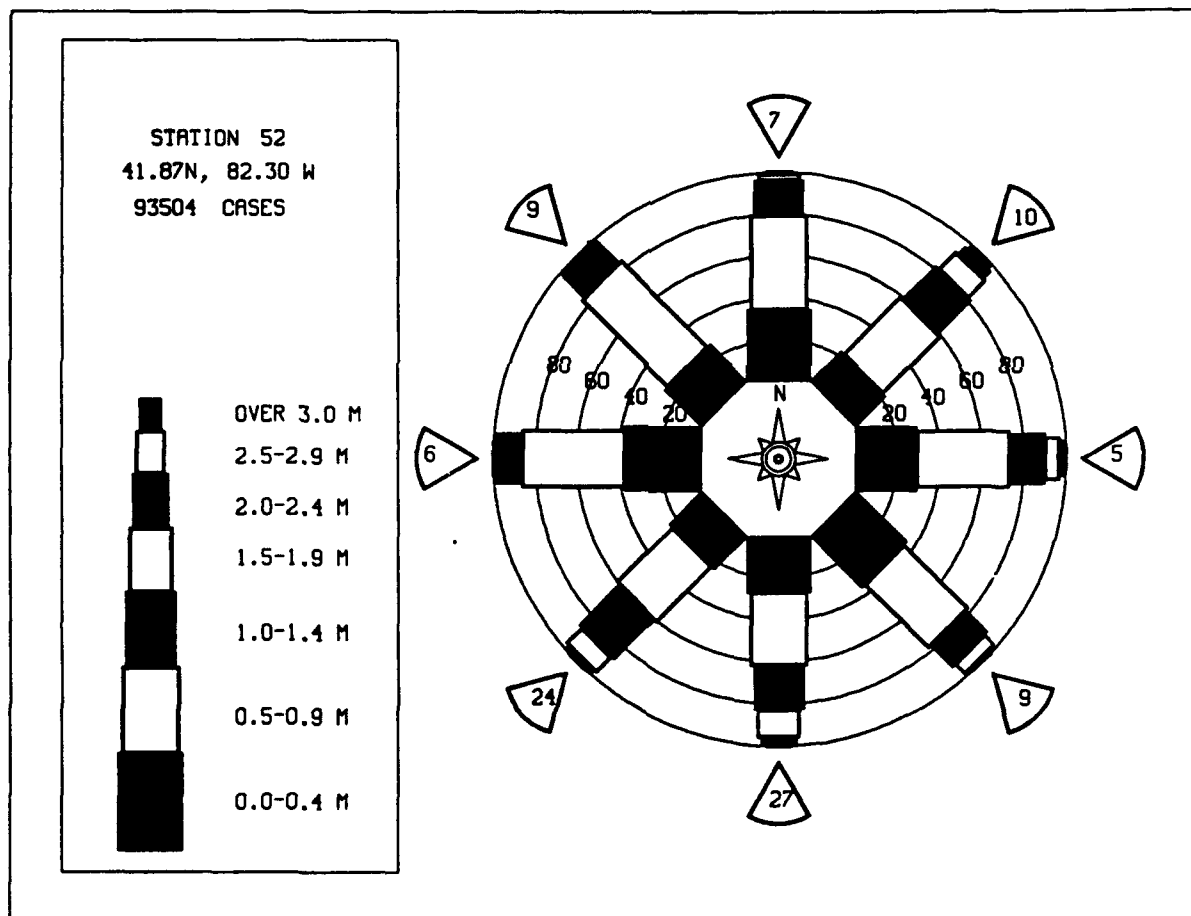 STATION 52
41.87N, 82.30 W
93504 CASES
OVER 3.0 M
2.5-2.9 M
2.0-2.4 M
1.5-1.9 M
1.0-1.4 M
0.5-0.9 M
0.0-0.4 M
7
9
10
80
60
40
20
N
20
40
60
80
6
5
24
9
27